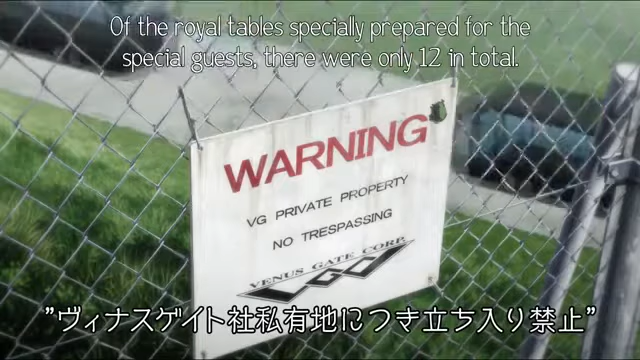 Of the royal tables specially prepared for the
special guests, there were only 12 in total.
WARNING
VG PRIVATE PROPERTY
NO TRESPASSING
VENUS GATE CORP.
VGC
"ヴィナスゲイト社私有地につき立ち入り禁止"